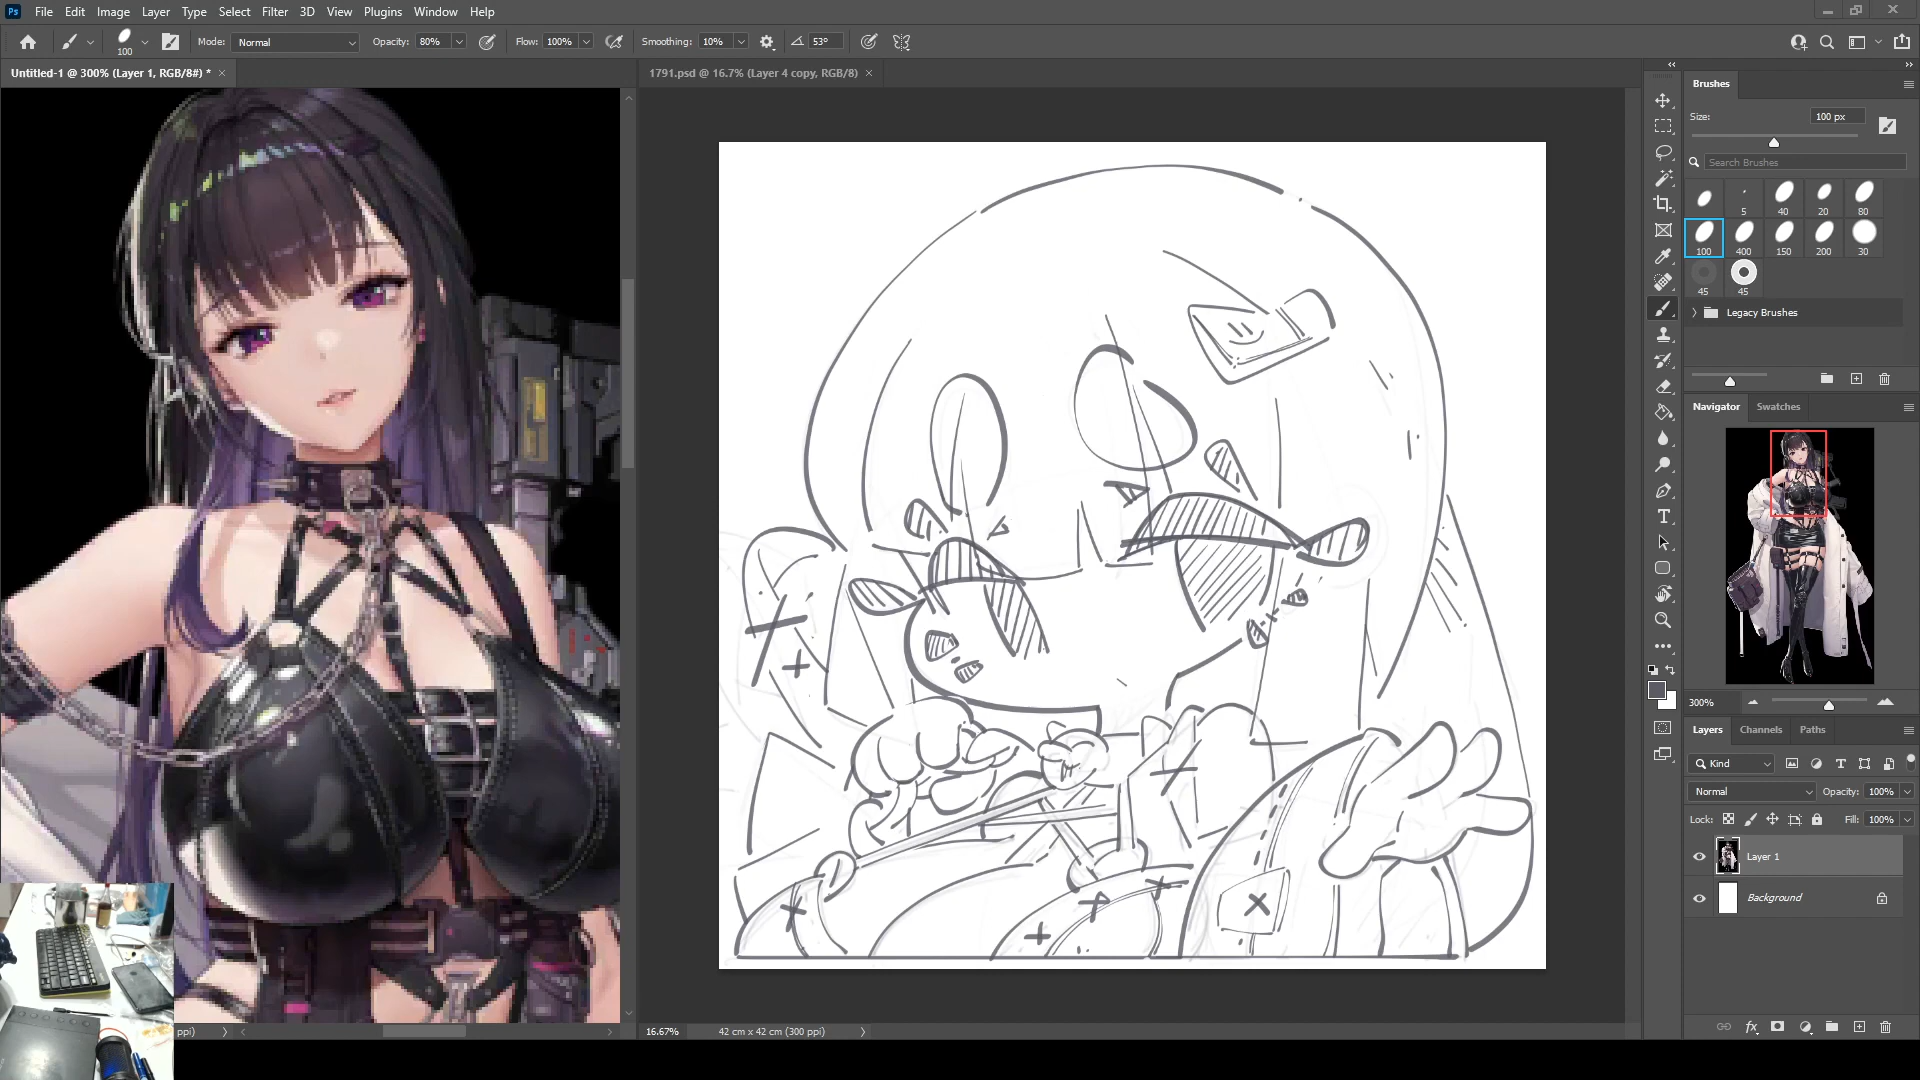 Ps File Edit Image Layer Type Select Filter 3D View Plugins Window Help
100 Mode: Normal Opacity: 80% Flow: 100% Smoothing: 10% 53°
Untitled-1 @ 300% (Layer 1, RGB/8#) * ×
1791.psd @ 16.7% (Layer 4 copy, RGB/8) ×
Brushes
Size: 100 px
Search Brushes
5 40 20 80
100 400 150 200 30
45 45
Legacy Brushes
Navigator Swatches
300%
Layers Channels Paths
Kind
Normal Opacity: 100%
Lock: Fill: 100%
Layer 1
Background
fx
ppi)
16.67% 42 cm x 42 cm (300 ppi)